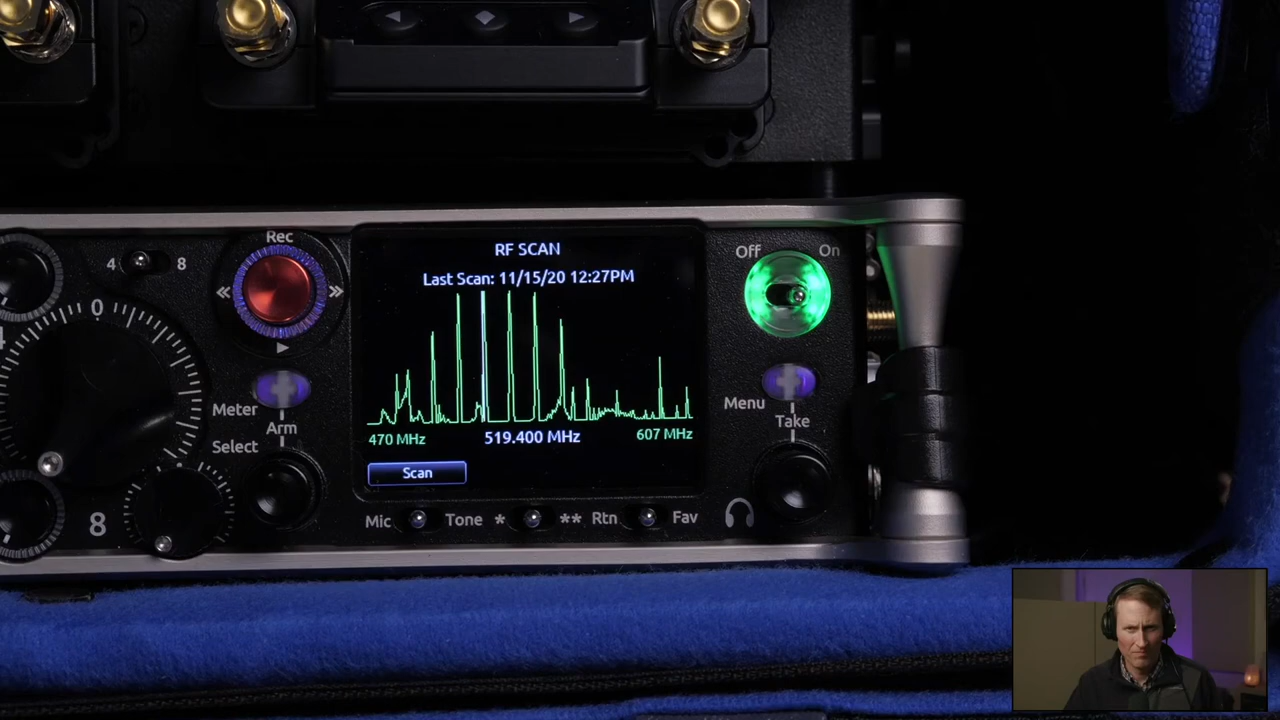 Rec
4 8
0
Meter
Arm
Select
8
RF SCAN
Last Scan: 11/15/20 12:27PM
470 MHz 519.400 MHz 607 MHz
Scan
Mic Tone * ** Rtn Fav
Off On
Menu
Take